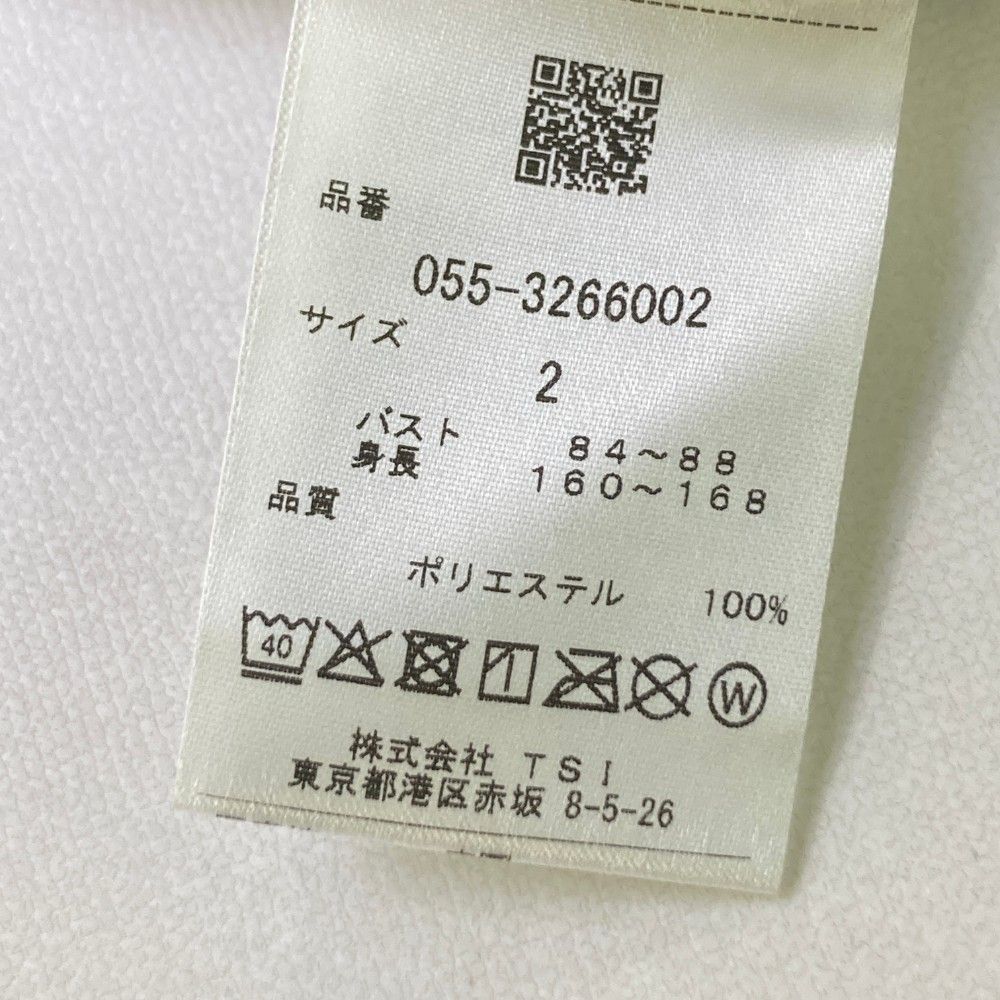 品番
055-3266002
サイズ
2
バスト 84～88
身長 160～168
品質
ポリエステル 100%
40
W
株式会社 TSI
東京都港区赤坂 8-5-26